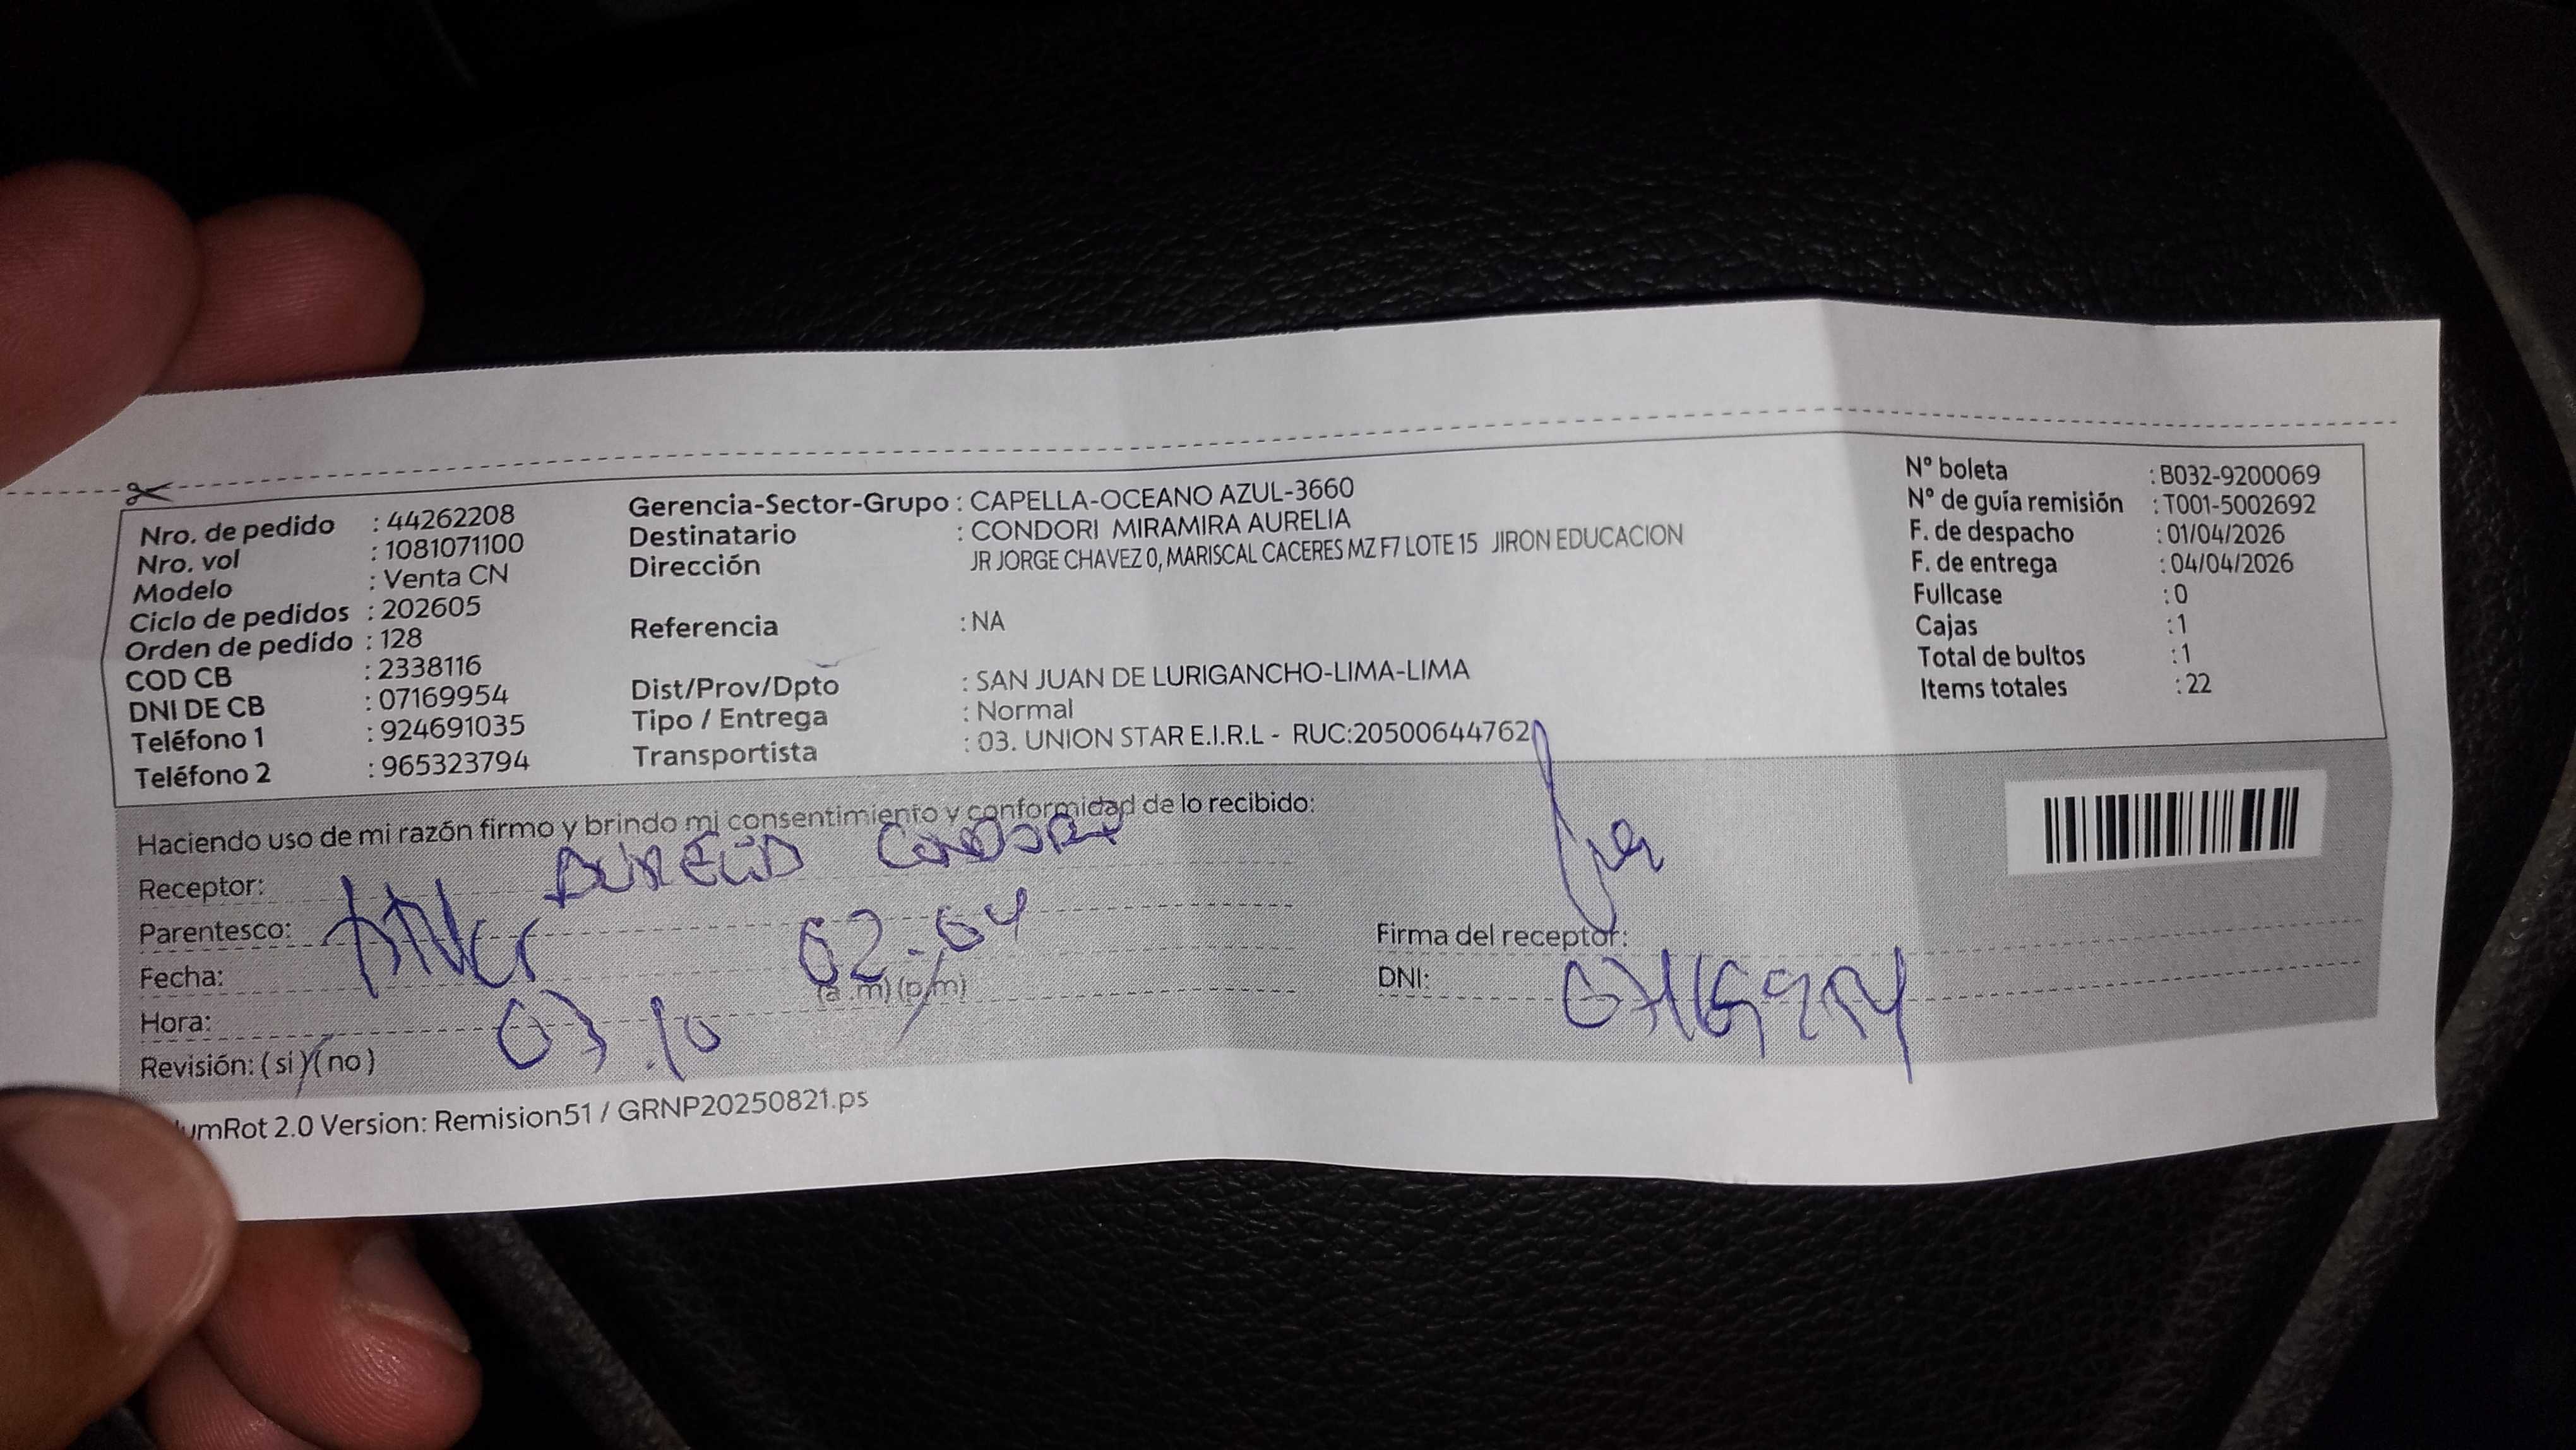 Nro. de pedido : 44262208
Nro. vol : 1081071100
Modelo : Venta CN
Ciclo de pedidos : 202605
Orden de pedido : 128
COD CB : 2338116
DNI DE CB : 07169954
Teléfono 1 : 924691035
Teléfono 2 : 965323794
Gerencia-Sector-Grupo : CAPELLA-OCEANO AZUL-3660
Destinatario : CONDORI MIRAMIRA AURELIA
Dirección JR JORGE CHAVEZ 0, MARISCAL CACERES MZ F7 LOTE 15 JIRON EDUCACION
Referencia : NA
Dist/Prov/Dpto : SAN JUAN DE LURIGANCHO-LIMA-LIMA
Tipo / Entrega : Normal
Transportista : 03. UNION STAR E.I.R.L - RUC:20500644762
N° boleta : B032-9200069
N° de guía remisión : T001-5002692
F. de despacho : 01/04/2026
F. de entrega : 04/04/2026
Fullcase : 0
Cajas : 1
Total de bultos : 1
Items totales : 22
Haciendo uso de mi razón firmo y brindo mi consentimiento y conformidad de lo recibido:
Receptor: AURELIA CONDORI
Parentesco:
Fecha: 02-04
Hora: 07.10 (a .m) (p/m)
Revisión: ( si ) ( no )
Firma del receptor:
DNI:
umRot 2.0 Version: Remision51 / GRNP20250821.ps